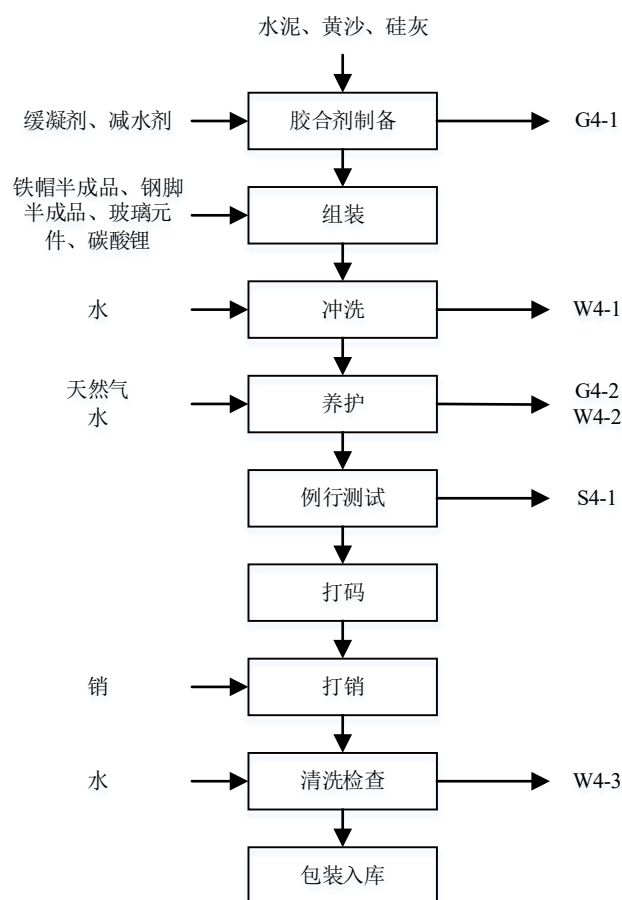 水泥、黄沙、硅灰
缓凝剂、减水剂
胶合剂制备
G4-1
铁帽半成品、钢脚
半成品、玻璃元
件、碳酸锂
组装
水
冲洗
W4-1
天然气
水
养护
G4-2
W4-2
例行测试
S4-1
打码
销
打销
水
清洗检查
W4-3
包装入库